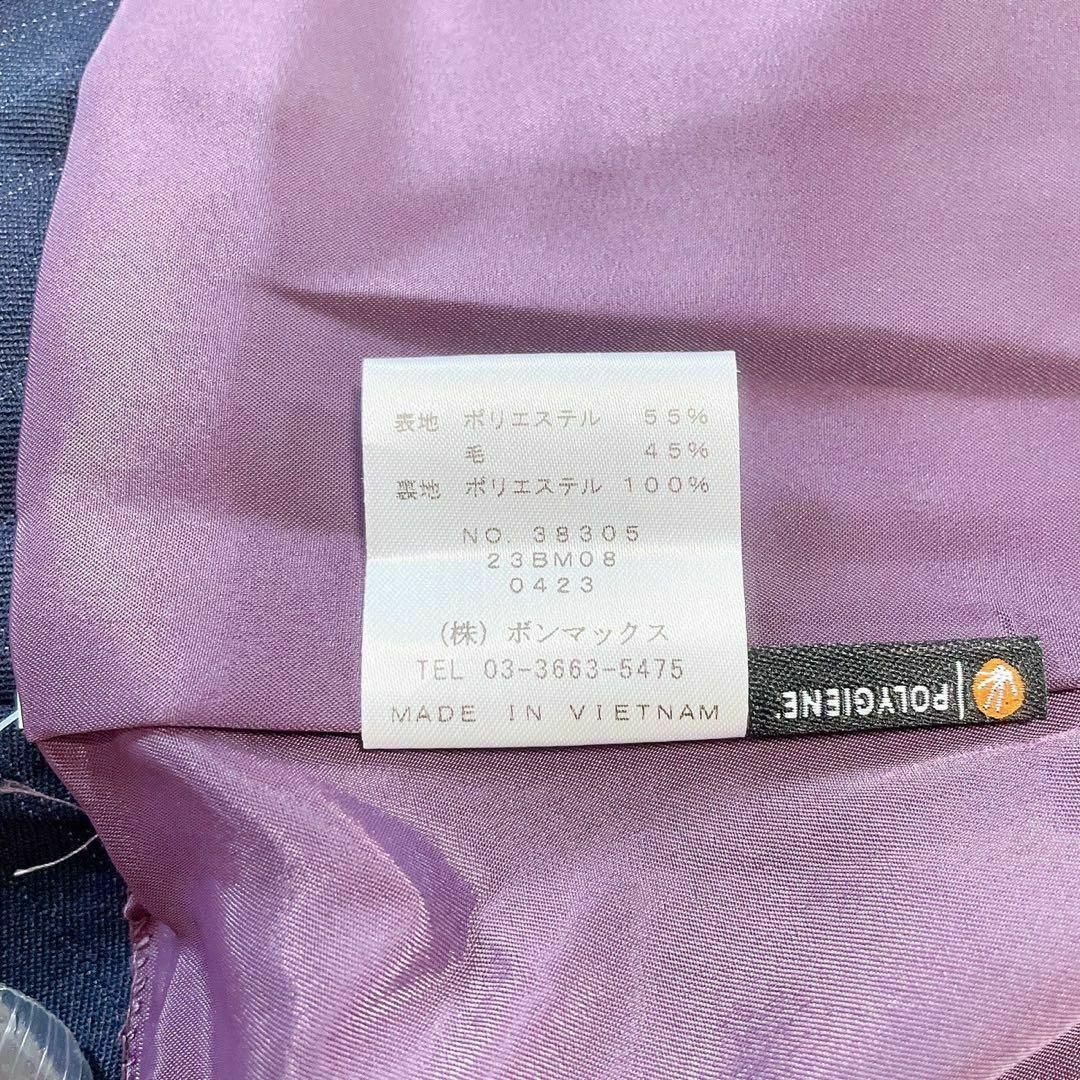 表地 ポリエステル 55%
毛 45%
裏地 ポリエステル 100%
NO. 38305
23BM08
0423
(株) ボンマックス
TEL 03-3663-5475
MADE IN VIETNAM
POLYGIENE